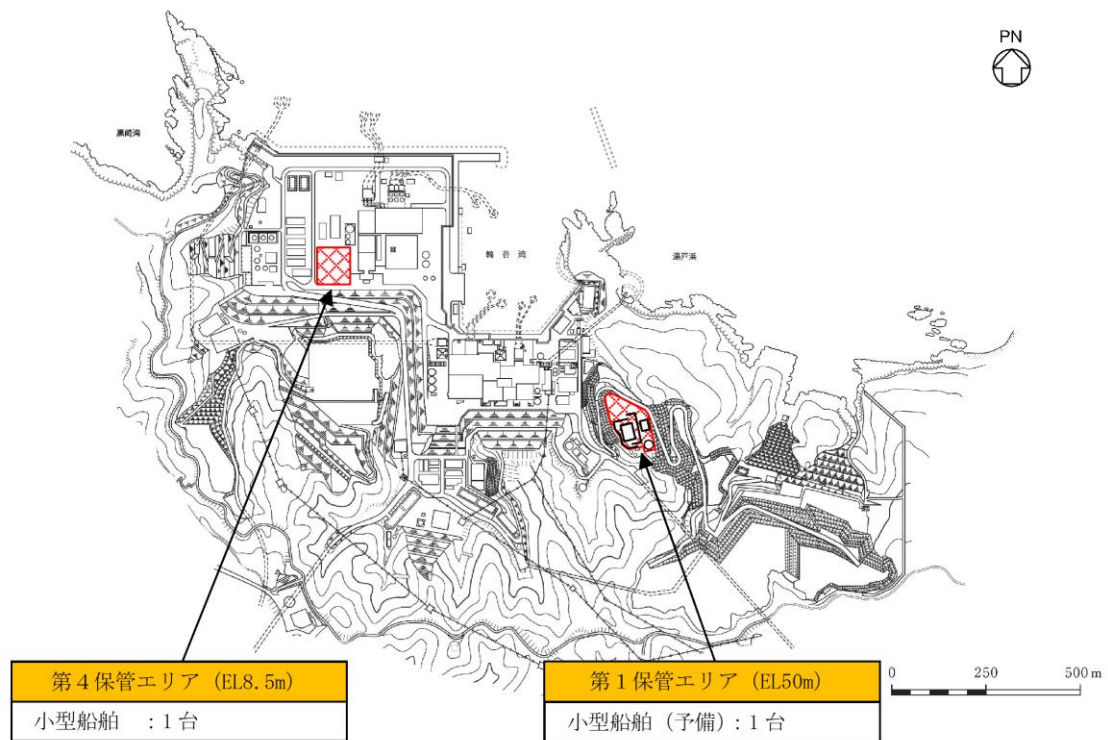 PN
黒崎湾
輪谷湾
湯戸浜
第4保管エリア (EL8.5m)
小型船舶 :1台
第1保管エリア (EL50m)
小型船舶(予備):1台
0 250 500 m